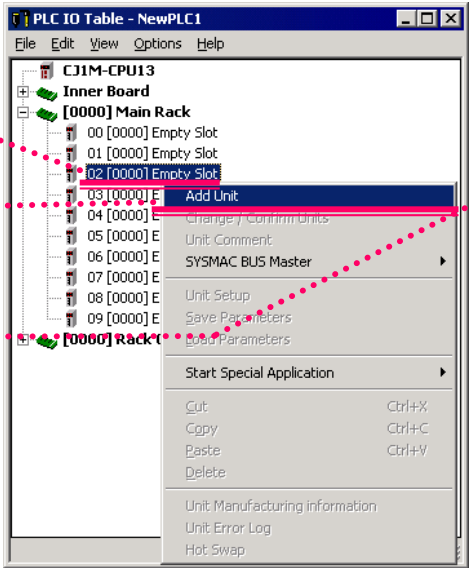 PLC IO Table - NewPLC1
File Edit View Options Help
CJ1M-CPU13
Inner Board
[0000] Main Rack
00 [0000] Empty Slot
01 [0000] Empty Slot
02 [0000] Empty Slot
03 [0000] E
04 [0000] E
05 [0000] E
06 [0000] E
07 [0000] E
08 [0000] E
09 [0000] E
[0000] Rack
Add Unit
Change / Confirm Units
Unit Comment
SYSMAC BUS Master
Unit Setup
Save Parameters
Load Parameters
Start Special Application
Cut Ctrl+X
Copy Ctrl+C
Paste Ctrl+V
Delete
Unit Manufacturing information
Unit Error Log
Hot Swap